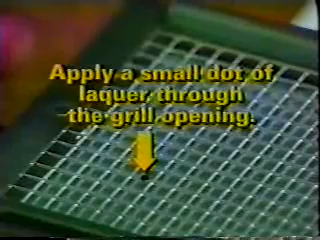 Apply a small dot of
laquer through
the grill opening.